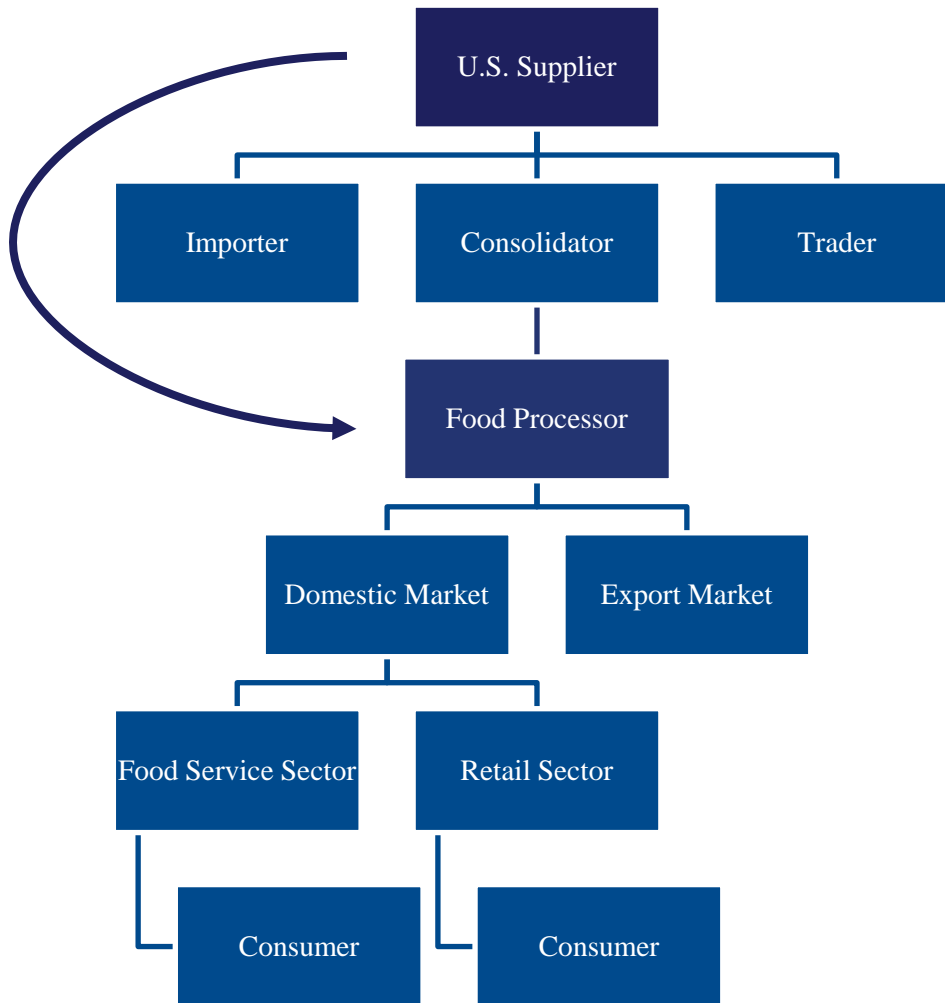 U.S. Supplier
Importer
Consolidator
Trader
Food Processor
Domestic Market
Export Market
Food Service Sector
Retail Sector
Consumer
Consumer